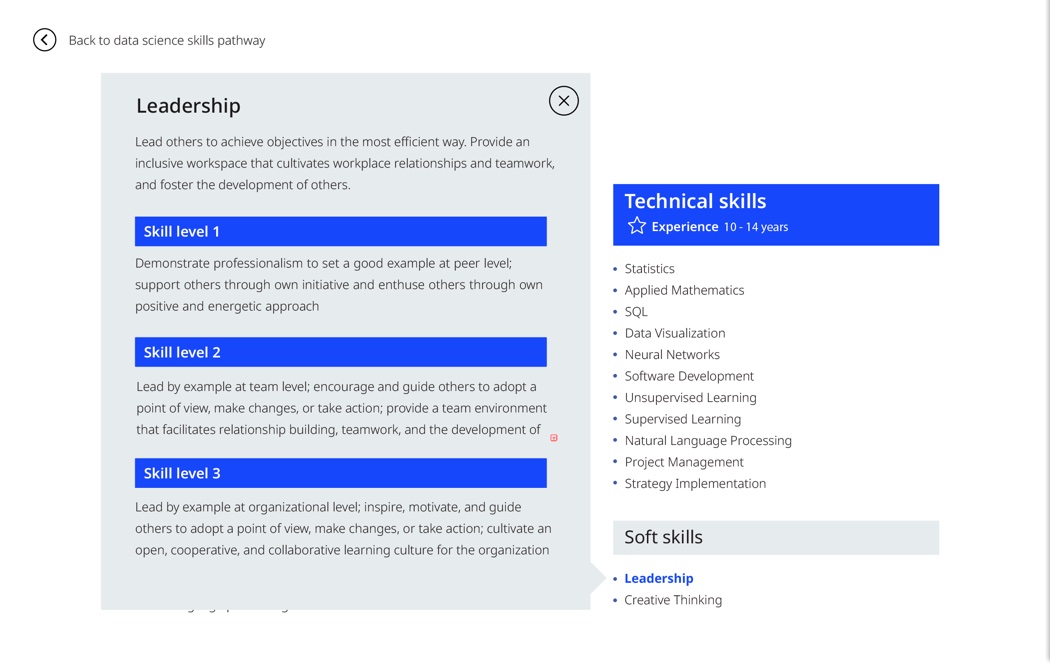 Back to data science skills pathway
Leadership
Lead others to achieve objectives in the most efficient way. Provide an
inclusive workspace that cultivates workplace relationships and teamwork,
and foster the development of others.
Skill level 1
Demonstrate professionalism to set a good example at peer level;
support others through own initiative and enthuse others through own
positive and energetic approach
Skill level 2
Lead by example at team level; encourage and guide others to adopt a
point of view, make changes, or take action; provide a team environment
that facilitates relationship building, teamwork, and the development of
Skill level 3
Lead by example at organizational level; inspire, motivate, and guide
others to adopt a point of view, make changes, or take action; cultivate an
open, cooperative, and collaborative learning culture for the organization
Technical skills
Experience 10 - 14 years
• Statistics
• Applied Mathematics
• SQL
• Data Visualization
• Neural Networks
• Software Development
• Unsupervised Learning
• Supervised Learning
• Natural Language Processing
• Project Management
• Strategy Implementation
Soft skills
• Leadership
• Creative Thinking